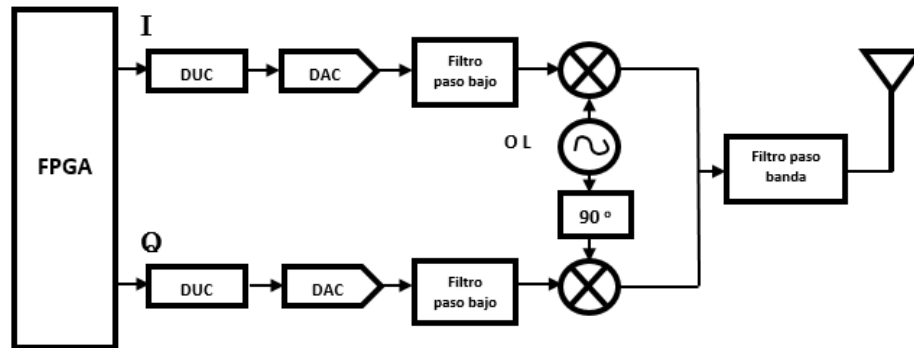 I
DUC
DAC
Filtro
paso bajo
O L
FPGA
Filtro paso
banda
90 º
Q
DUC
DAC
Filtro
paso bajo